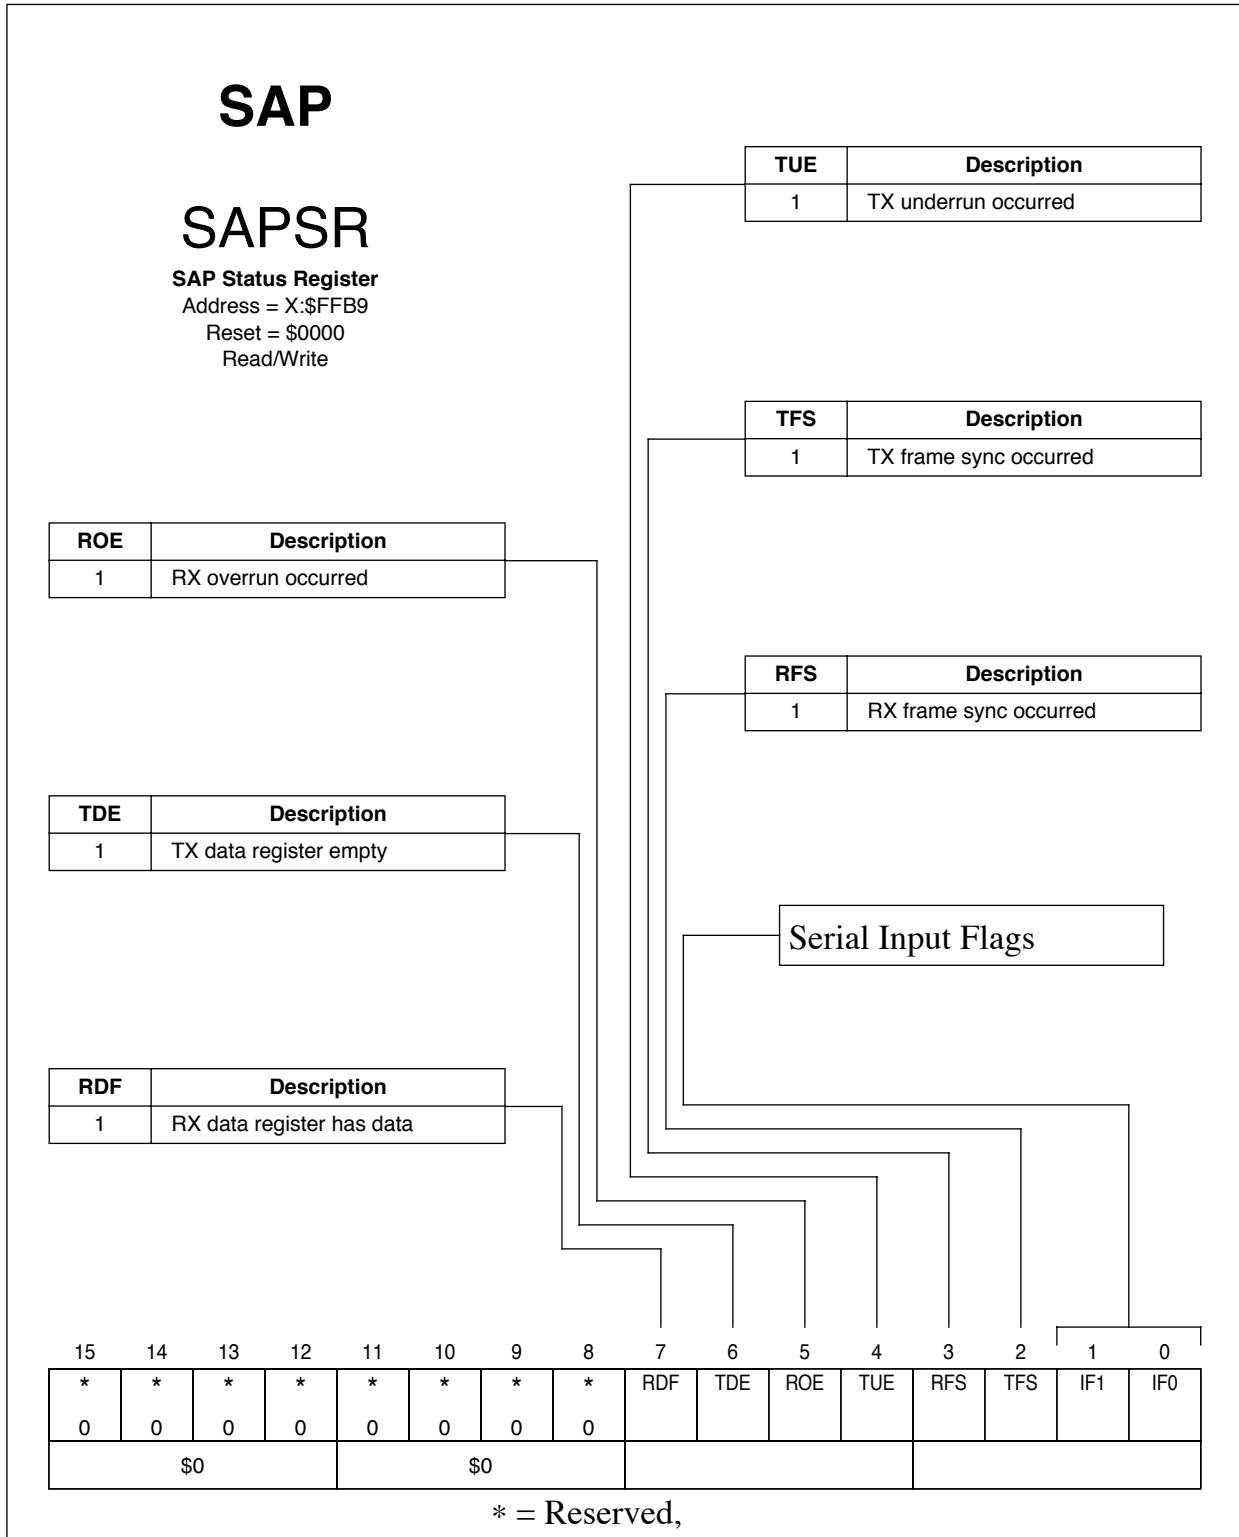 SAP
SAPSR
SAP Status Register
Address = X:$FFB9
Reset = $0000
Read/Write
TUE Description
1 TX underrun occurred
TFS Description
1 TX frame sync occurred
ROE Description
1 RX overrun occurred
RFS Description
1 RX frame sync occurred
TDE Description
1 TX data register empty
Serial Input Flags
RDF Description
1 RX data register has data
15 14 13 12 11 10 9 8 7 6 5 4 3 2 1 0
* * * * * * * * RDF TDE ROE TUE RFS TFS IF1 IF0
0 0 0 0 0 0 0 0
$0 $0
* = Reserved,